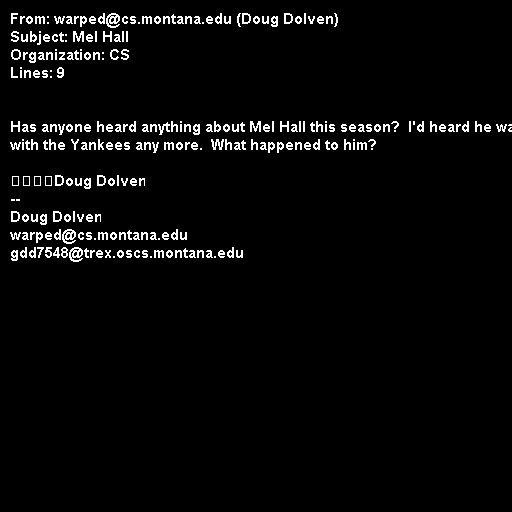 From: warped@cs.montana.edu (Doug Dolven)
Subject: Mel Hall
Organization: CS
Lines: 9
Has anyone heard anything about Mel Hall this season?  I'd heard he
with the Yankees any more.  What happened to him?
Doug Dolven
--
Doug Dolven
warped@cs.montana.edu
gdd7548@trex.oscs.montana.edu